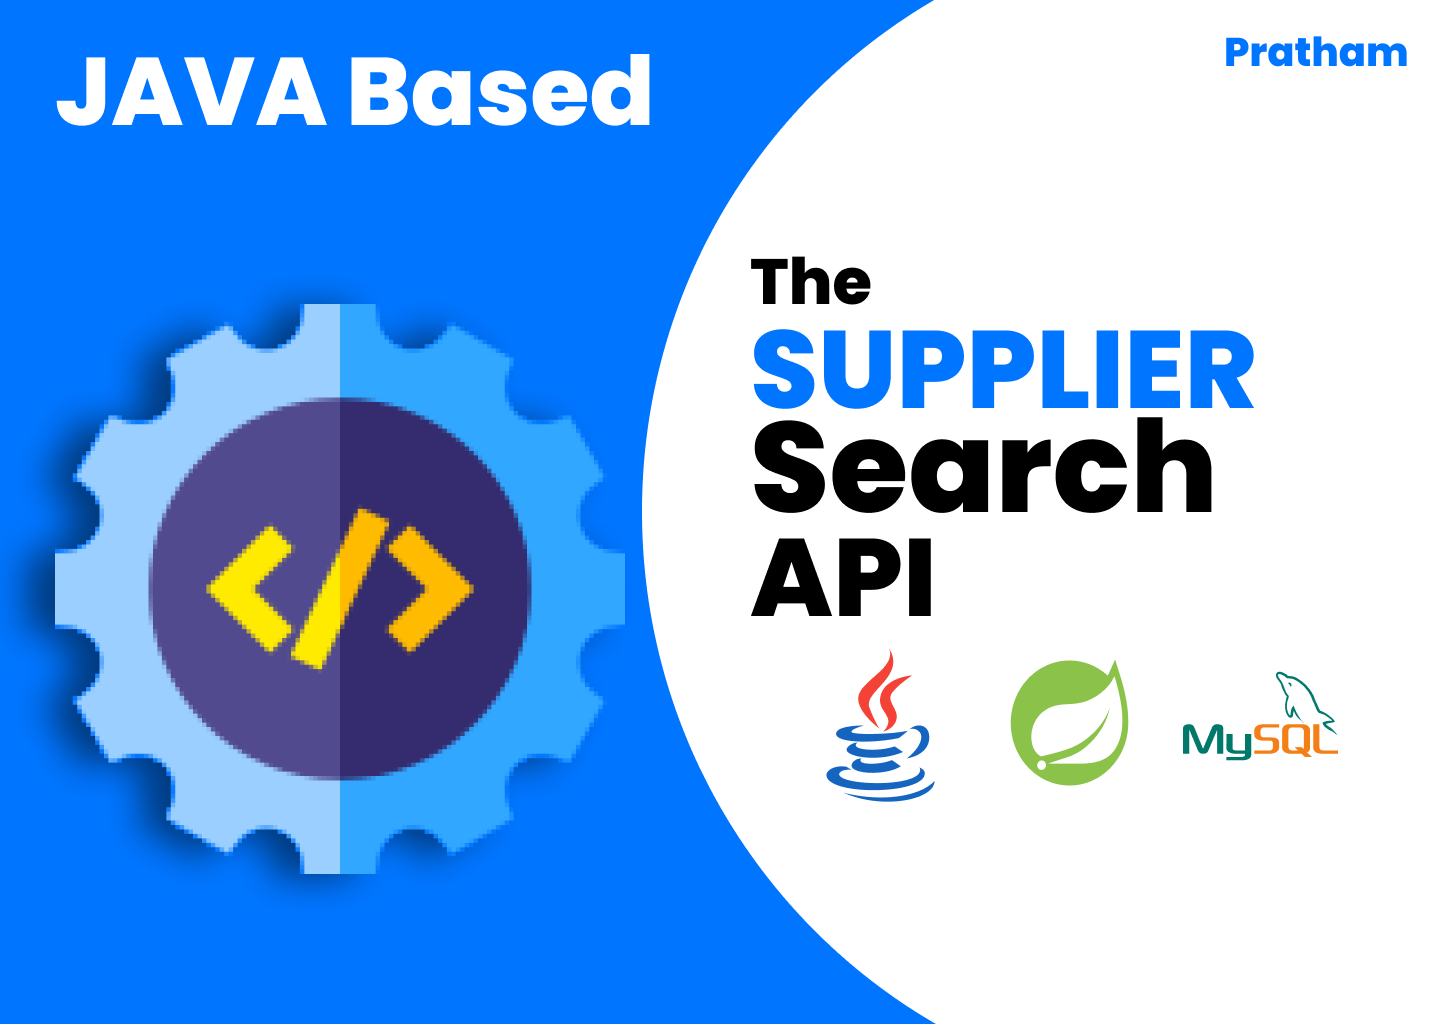 JAVA Based
Pratham
The
SUPPLIER
Search
API
</>
MySQL